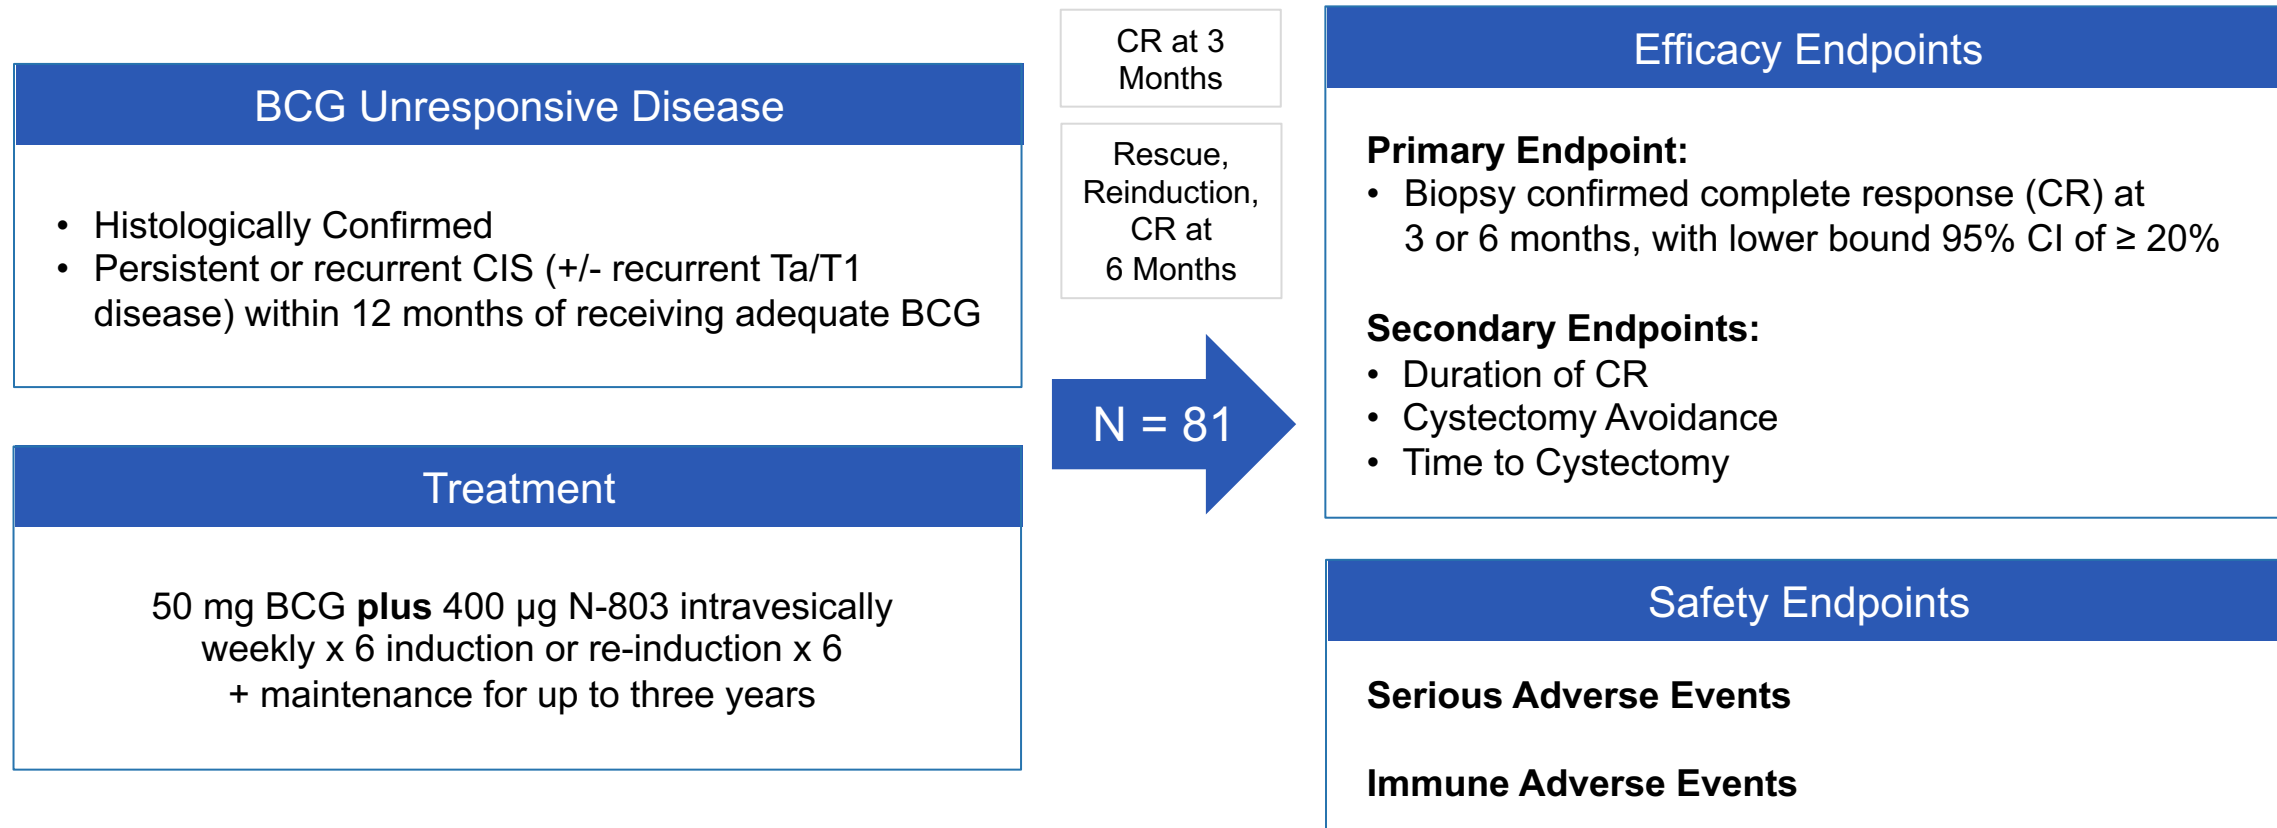 BCG Unresponsive Disease
• Histologically Confirmed
• Persistent or recurrent CIS (+/- recurrent Ta/T1
disease) within 12 months of receiving adequate BCG
Treatment
50 mg BCG plus 400 µg N-803 intravesically
weekly x 6 induction or re-induction x 6
+ maintenance for up to three years
CR at 3
Months
Rescue,
Reinduction,
CR at
6 Months
N = 81
Efficacy Endpoints
Primary Endpoint:
• Biopsy confirmed complete response (CR) at
3 or 6 months, with lower bound 95% CI of ≥ 20%
Secondary Endpoints:
• Duration of CR
• Cystectomy Avoidance
• Time to Cystectomy
Safety Endpoints
Serious Adverse Events
Immune Adverse Events